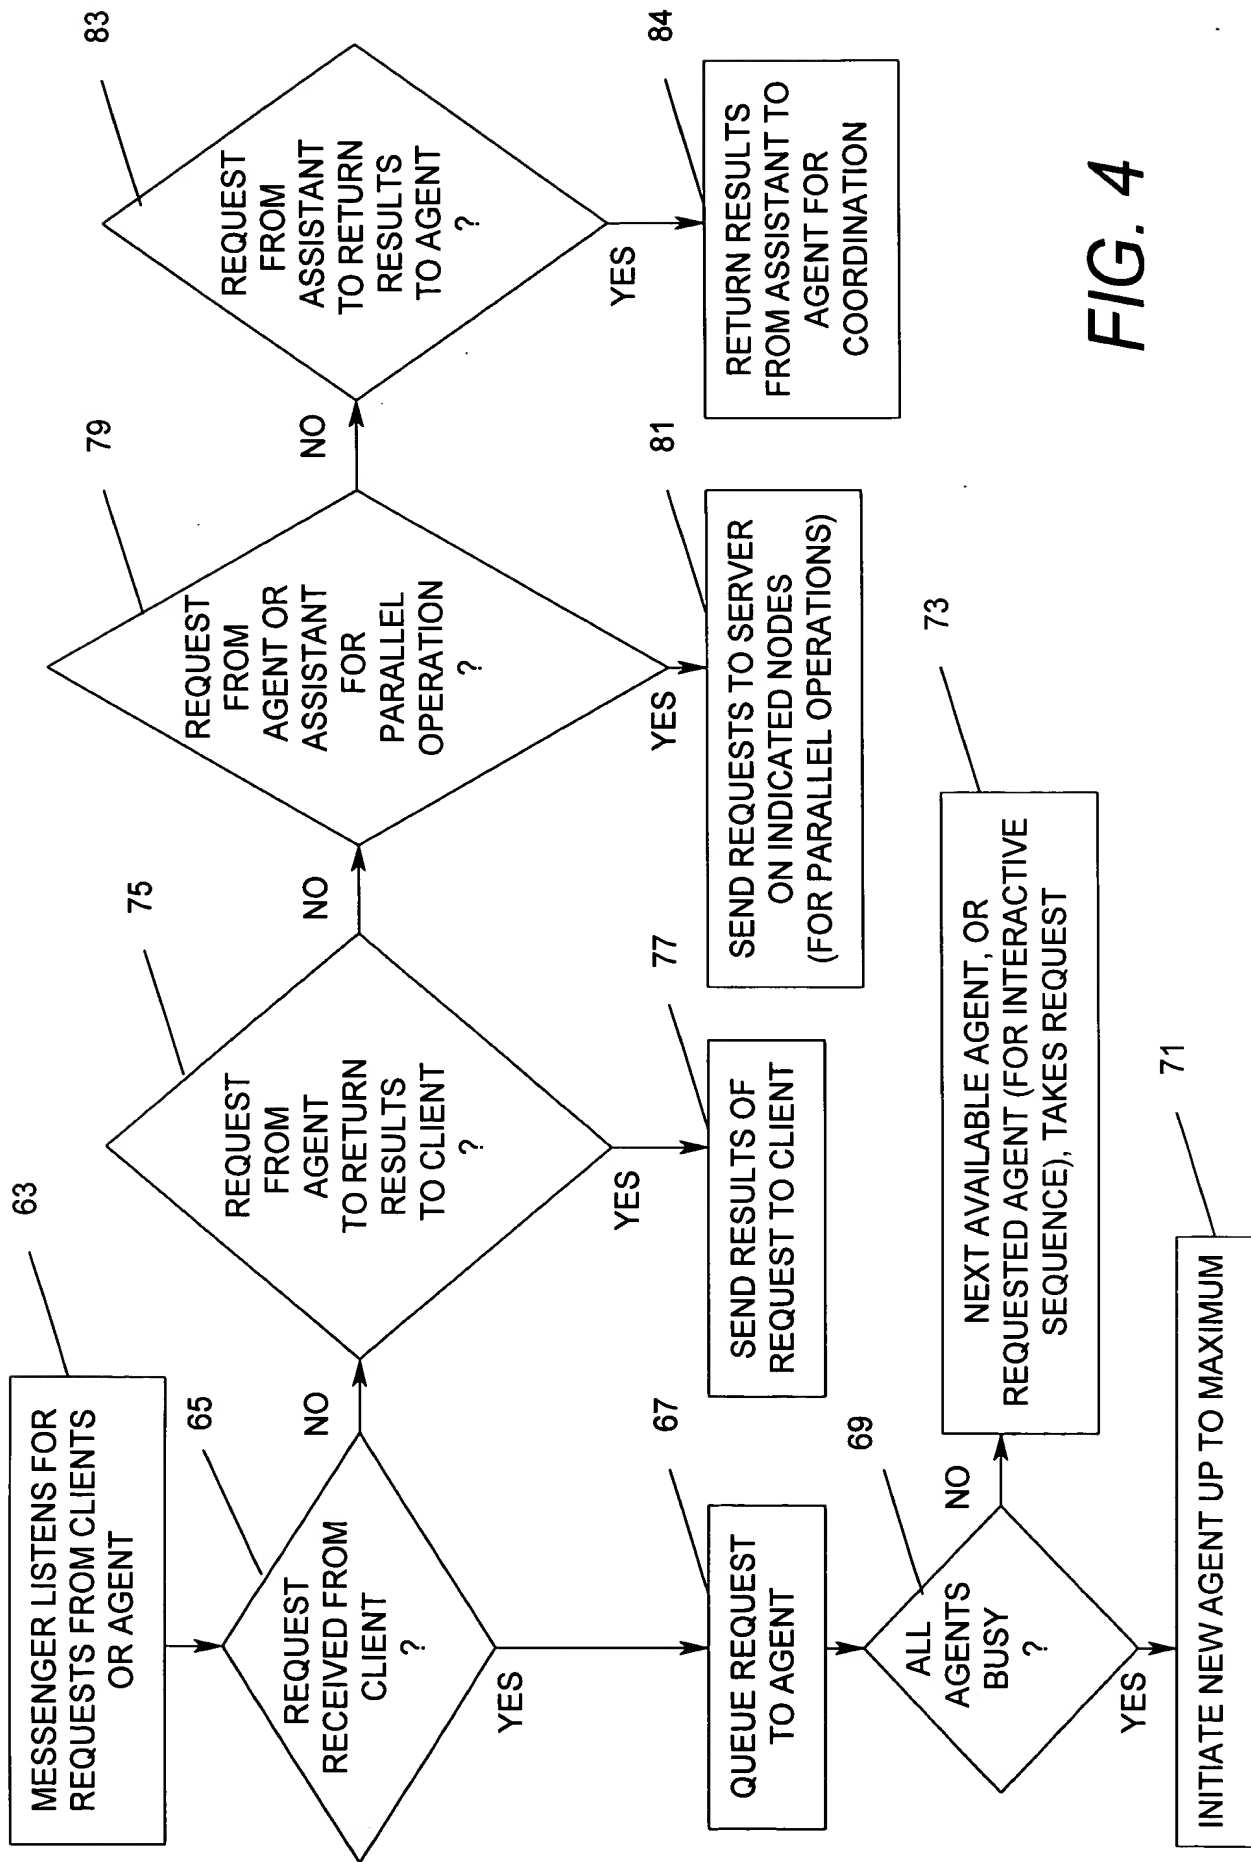 63
MESSENGER LISTENS FOR
REQUESTS FROM CLIENTS
OR AGENT
65
REQUEST
RECEIVED FROM
CLIENT
?
NO
YES
67
QUEUE REQUEST
TO AGENT
69
ALL
AGENTS
BUSY
?
NO
YES
73
NEXT AVAILABLE AGENT, OR
REQUESTED AGENT (FOR INTERACTIVE
SEQUENCE), TAKES REQUEST
71
INITIATE NEW AGENT UP TO MAXIMUM
75
REQUEST
FROM
AGENT
TO RETURN
RESULTS
TO CLIENT
?
NO
YES
77
SEND RESULTS OF
REQUEST TO CLIENT
79
REQUEST
FROM
AGENT OR
ASSISTANT
FOR
PARALLEL
OPERATION
?
NO
YES
81
SEND REQUESTS TO SERVER
ON INDICATED NODES
(FOR PARALLEL OPERATIONS)
83
REQUEST
FROM
ASSISTANT
TO RETURN
RESULTS
TO AGENT
?
YES
84
RETURN RESULTS
FROM ASSISTANT TO
AGENT FOR
COORDINATION
FIG. 4